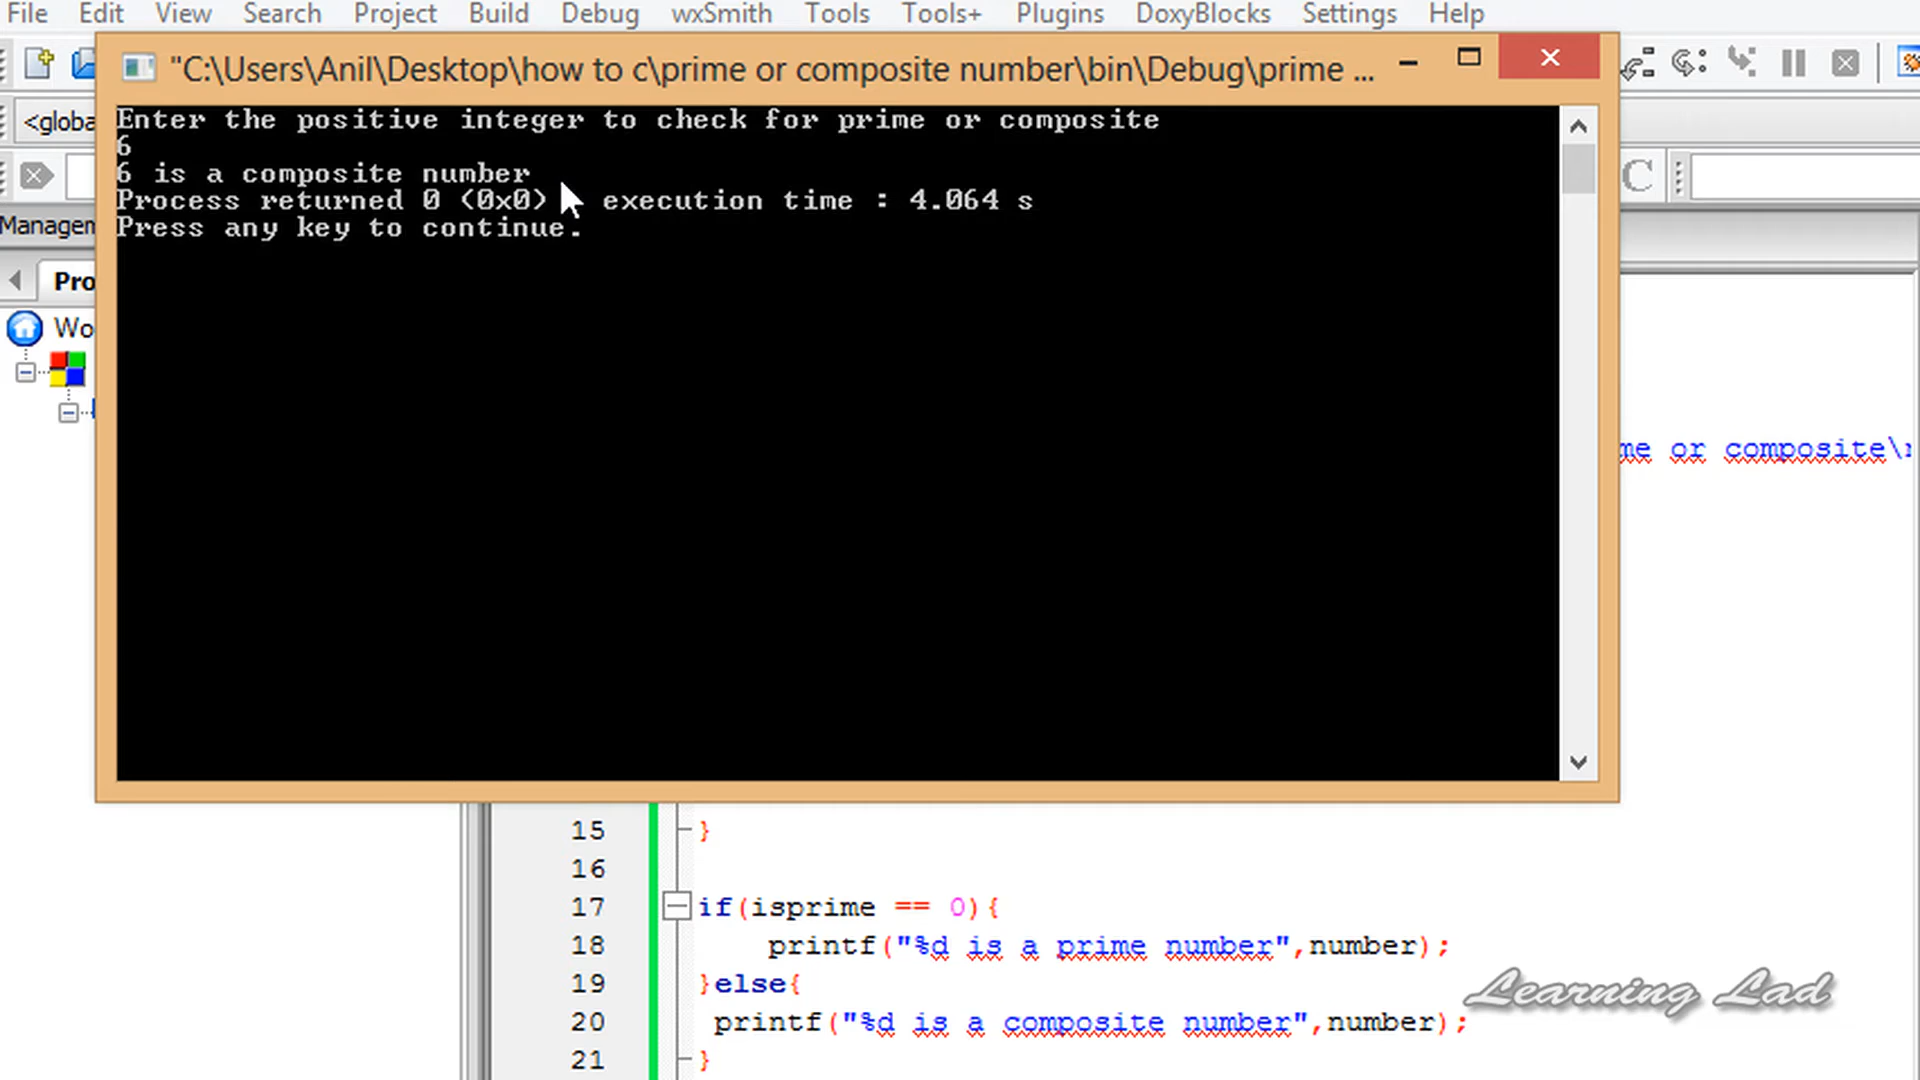 File Edit View Search Project Build Debug wxSmith Tools Tools+ Plugins DoxyBlocks Settings Help
"C:\Users\Anil\Desktop\how to c\prime or composite number\bin\Debug\prime ...
<globa
Enter the positive integer to check for prime or composite
6
6 is a composite number
Process returned 0 (0x0) execution time : 4.064 s
Press any key to continue.
C
Managem
Pro
Wo
me or composite\
15 }
16
17 if(isprime == 0){
18 printf("%d is a prime number",number);
19 }else{
20 printf("%d is a composite number",number);
21 }
Learning Lad